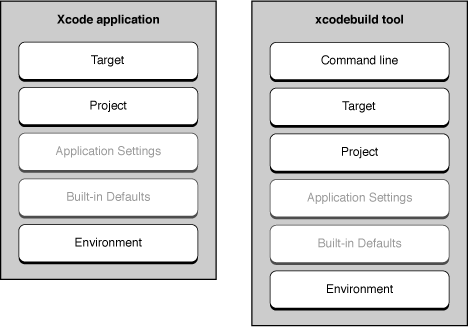 Xcode application
Target
Project
Application Settings
Built-in Defaults
Environment
xcodebuild tool
Command line
Target
Project
Application Settings
Built-in Defaults
Environment